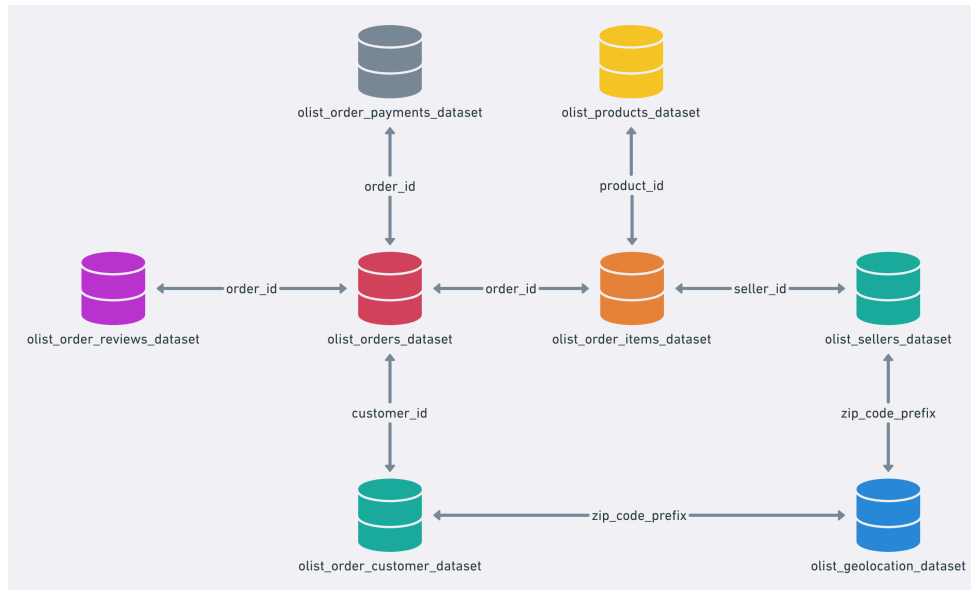 olist_order_payments_dataset
olist_products_dataset
order_id
product_id
order_id
order_id
seller_id
olist_order_reviews_dataset
olist_orders_dataset
olist_order_items_dataset
olist_sellers_dataset
customer_id
zip_code_prefix
zip_code_prefix
olist_order_customer_dataset
olist_geolocation_dataset